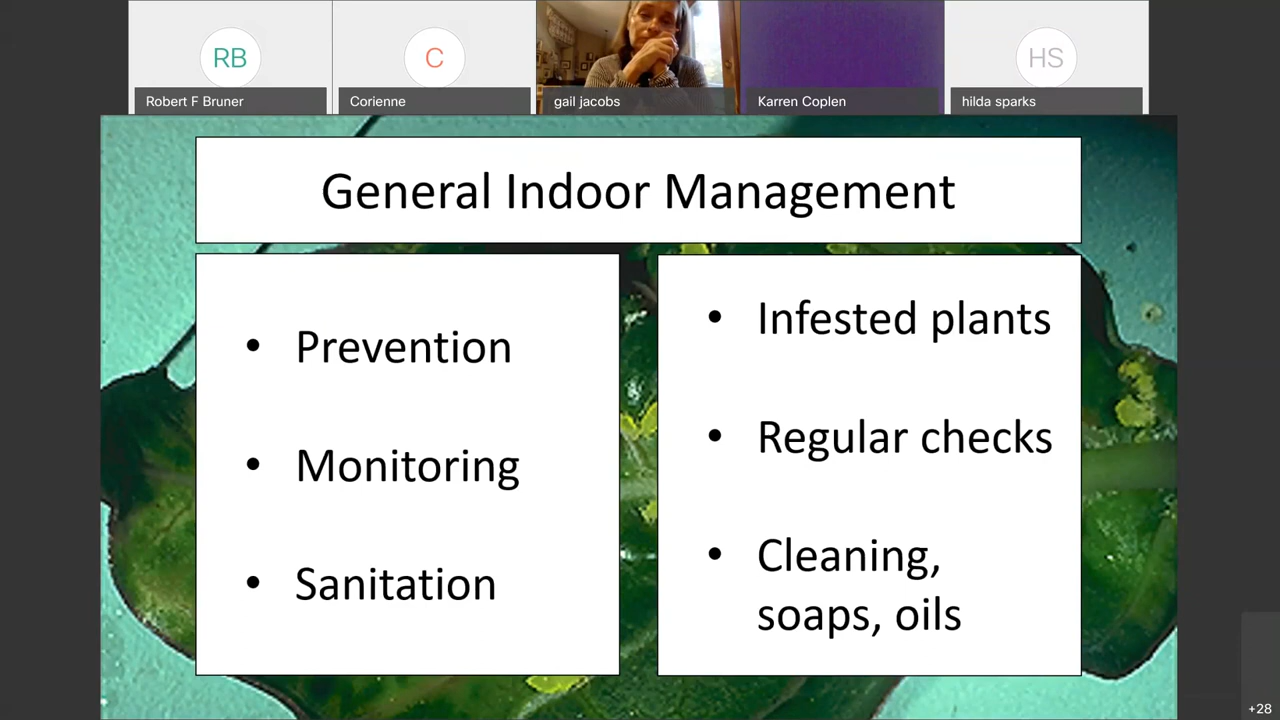 RB
C
HS
Robert F Bruner
Corienne
gail jacobs
Karren Coplen
hilda sparks
General Indoor Management
• Prevention
• Monitoring
• Sanitation
• Infested plants
• Regular checks
• Cleaning,
soaps, oils
+28